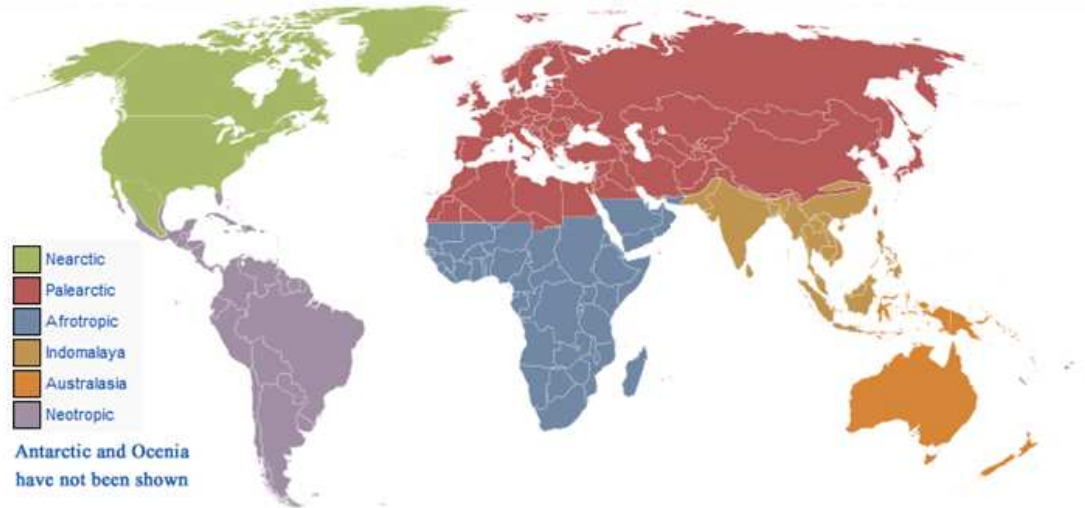 Nearctic
Palearctic
Afrotropic
Indomalaya
Australasia
Neotropic
Antarctic and Ocenia
have not been shown